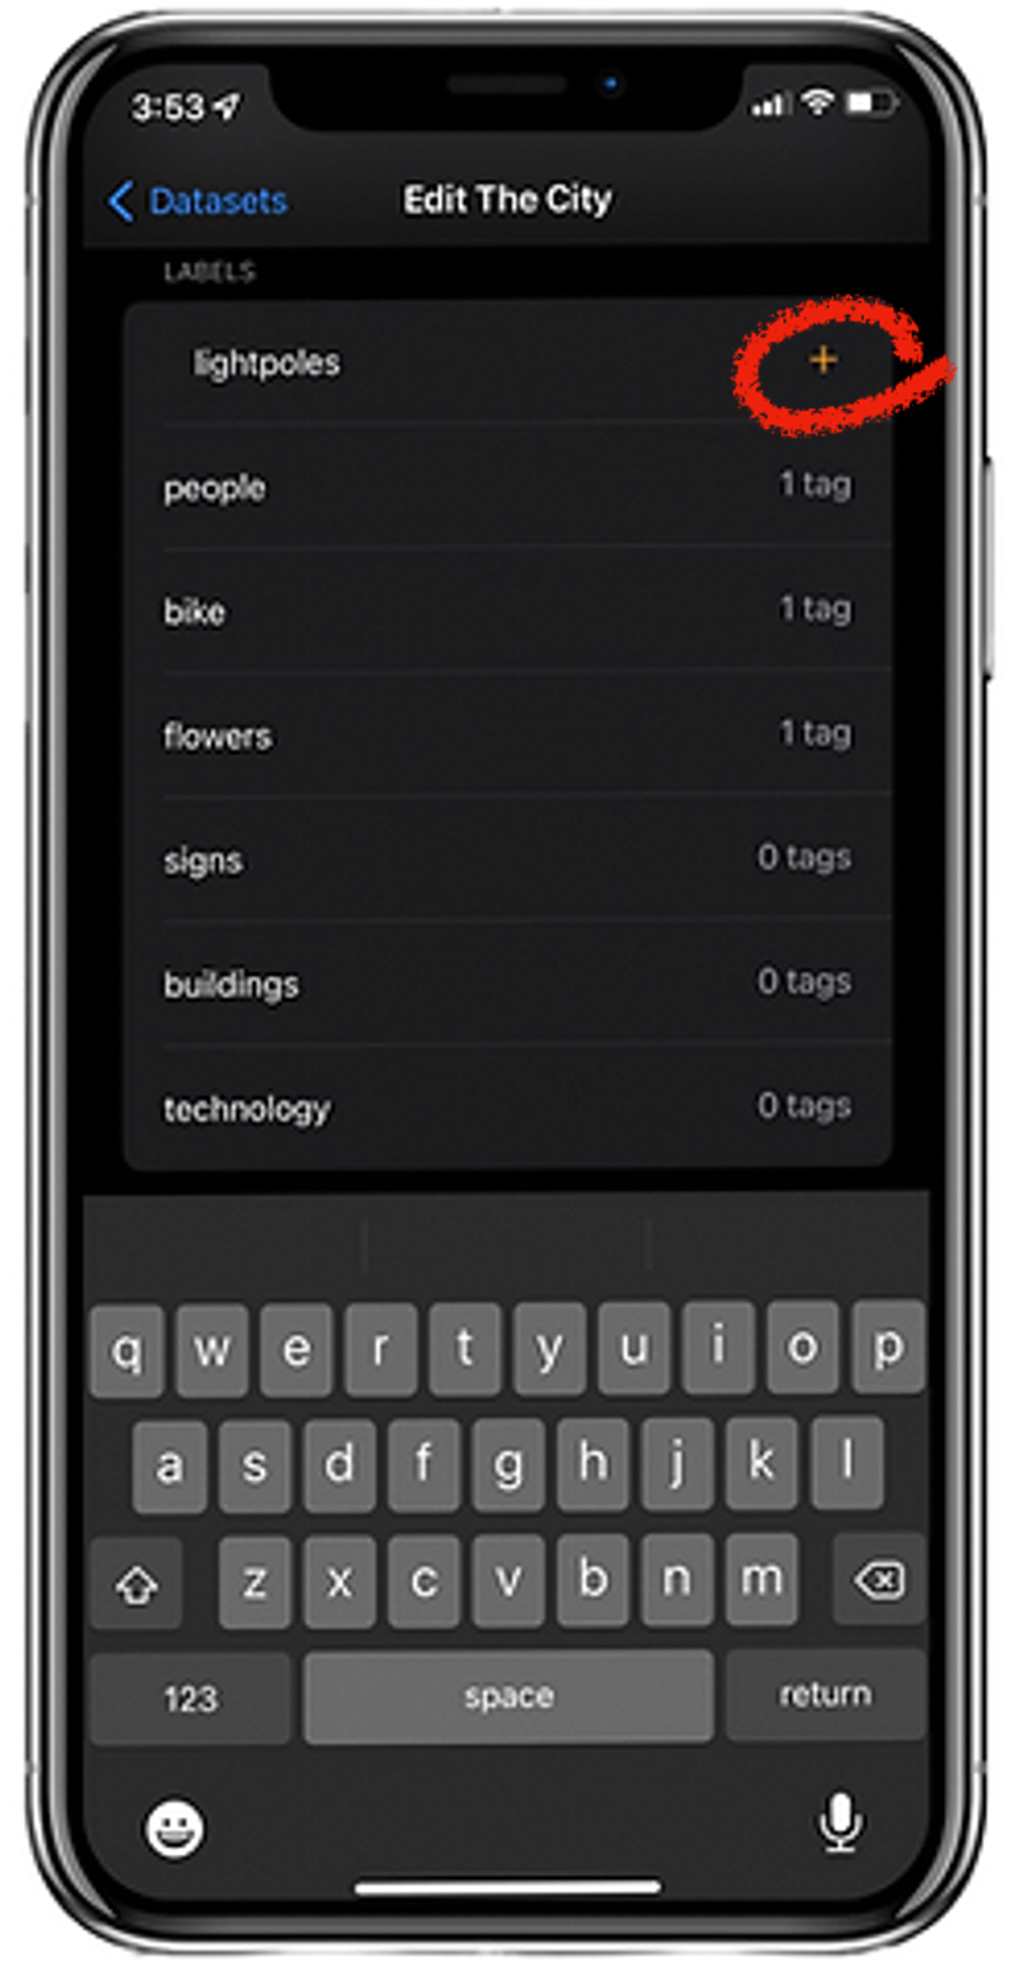 3:53
Datasets
Edit The City
LABELS
lightpoles +
people 1 tag
bike 1 tag
flowers 1 tag
signs 0 tags
buildings 0 tags
technology 0 tags
q w e r t y u i o p
a s d f g h j k l
z x c v b n m
123 space return